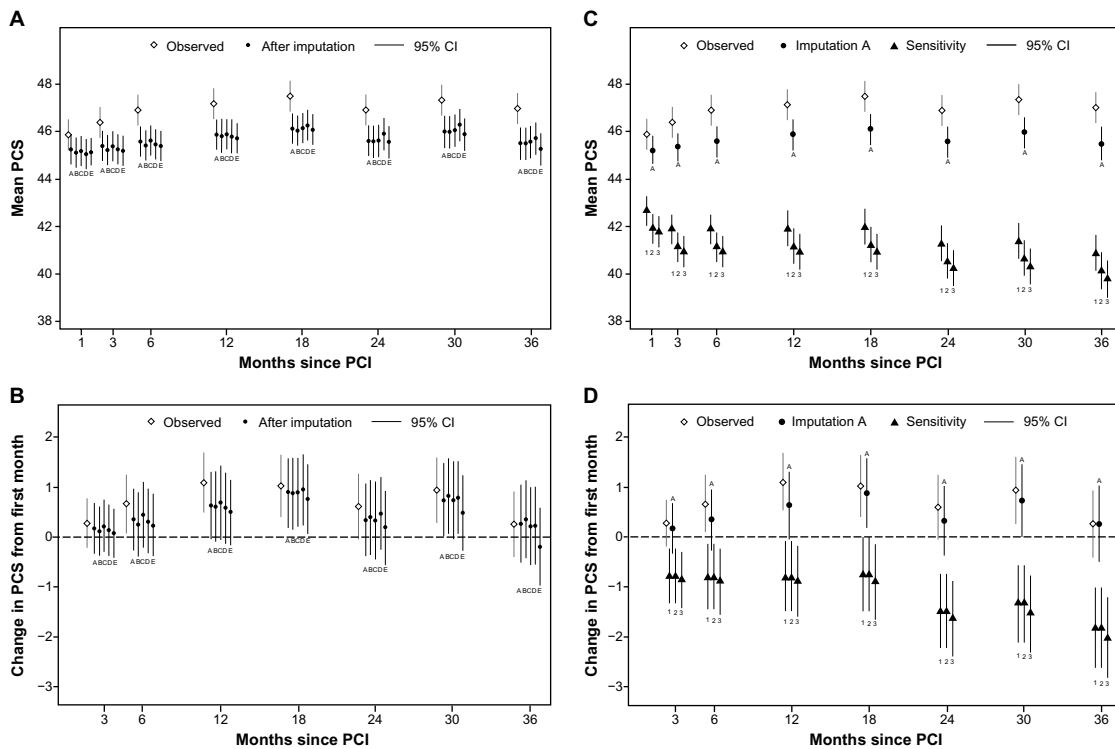 A
Observed After imputation 95% CI
Mean PCS
48
46
44
42
40
38
ABCDE ABCDE ABCDE ABCDE ABCDE ABCDE ABCDE ABCDE
1 3 6 12 18 24 30 36
Months since PCI
C
Observed Imputation A Sensitivity 95% CI
Mean PCS
48
46
44
42
40
38
A A A A A A A A
1 2 3 1 2 3 1 2 3 1 2 3 1 2 3 1 2 3 1 2 3 1 2 3
1 3 6 12 18 24 30 36
Months since PCI
B
Observed After imputation 95% CI
Change in PCS from first month
2
1
0
−1
−2
−3
ABCDE ABCDE ABCDE ABCDE ABCDE ABCDE ABCDE
3 6 12 18 24 30 36
Months since PCI
D
Observed Imputation A Sensitivity 95% CI
Change in PCS from first month
2
1
0
−1
−2
−3
A A A A A A A
1 2 3 1 2 3 1 2 3 1 2 3 1 2 3 1 2 3 1 2 3
3 6 12 18 24 30 36
Months since PCI